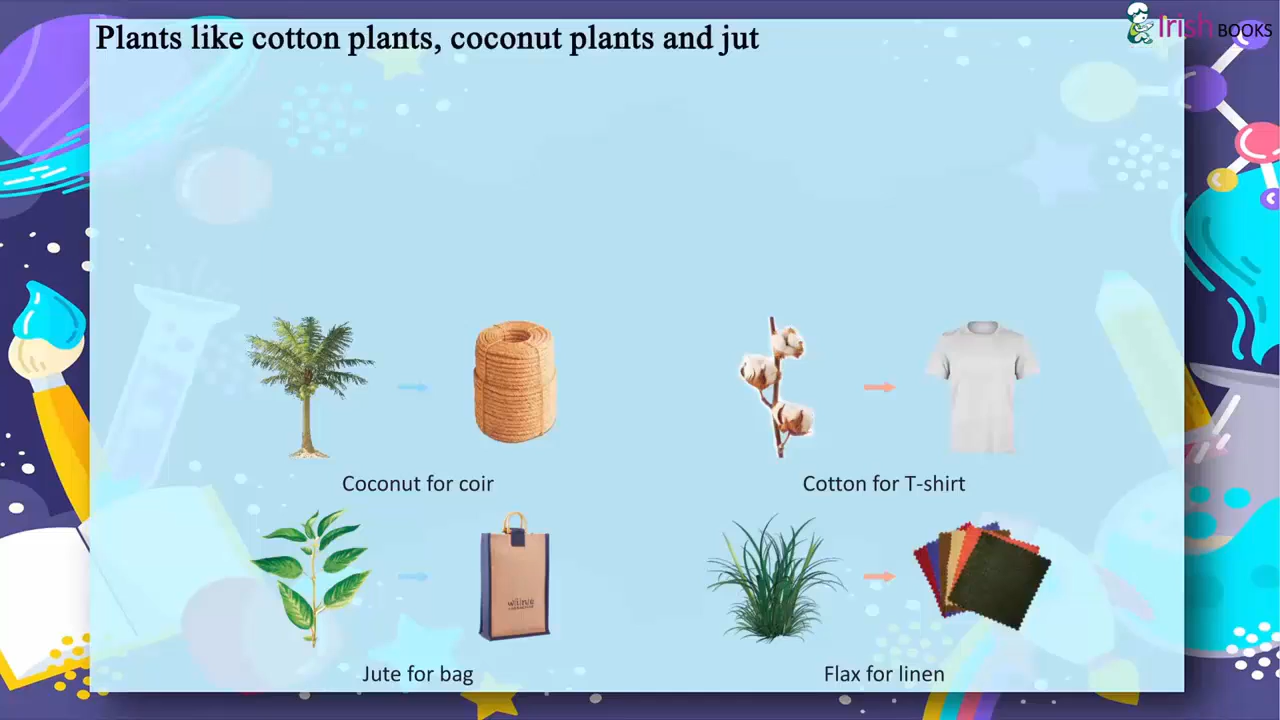 Plants like cotton plants, coconut plants and jut
Irish BOOKS
Coconut for coir
Cotton for T-shirt
Jute for bag
Flax for linen